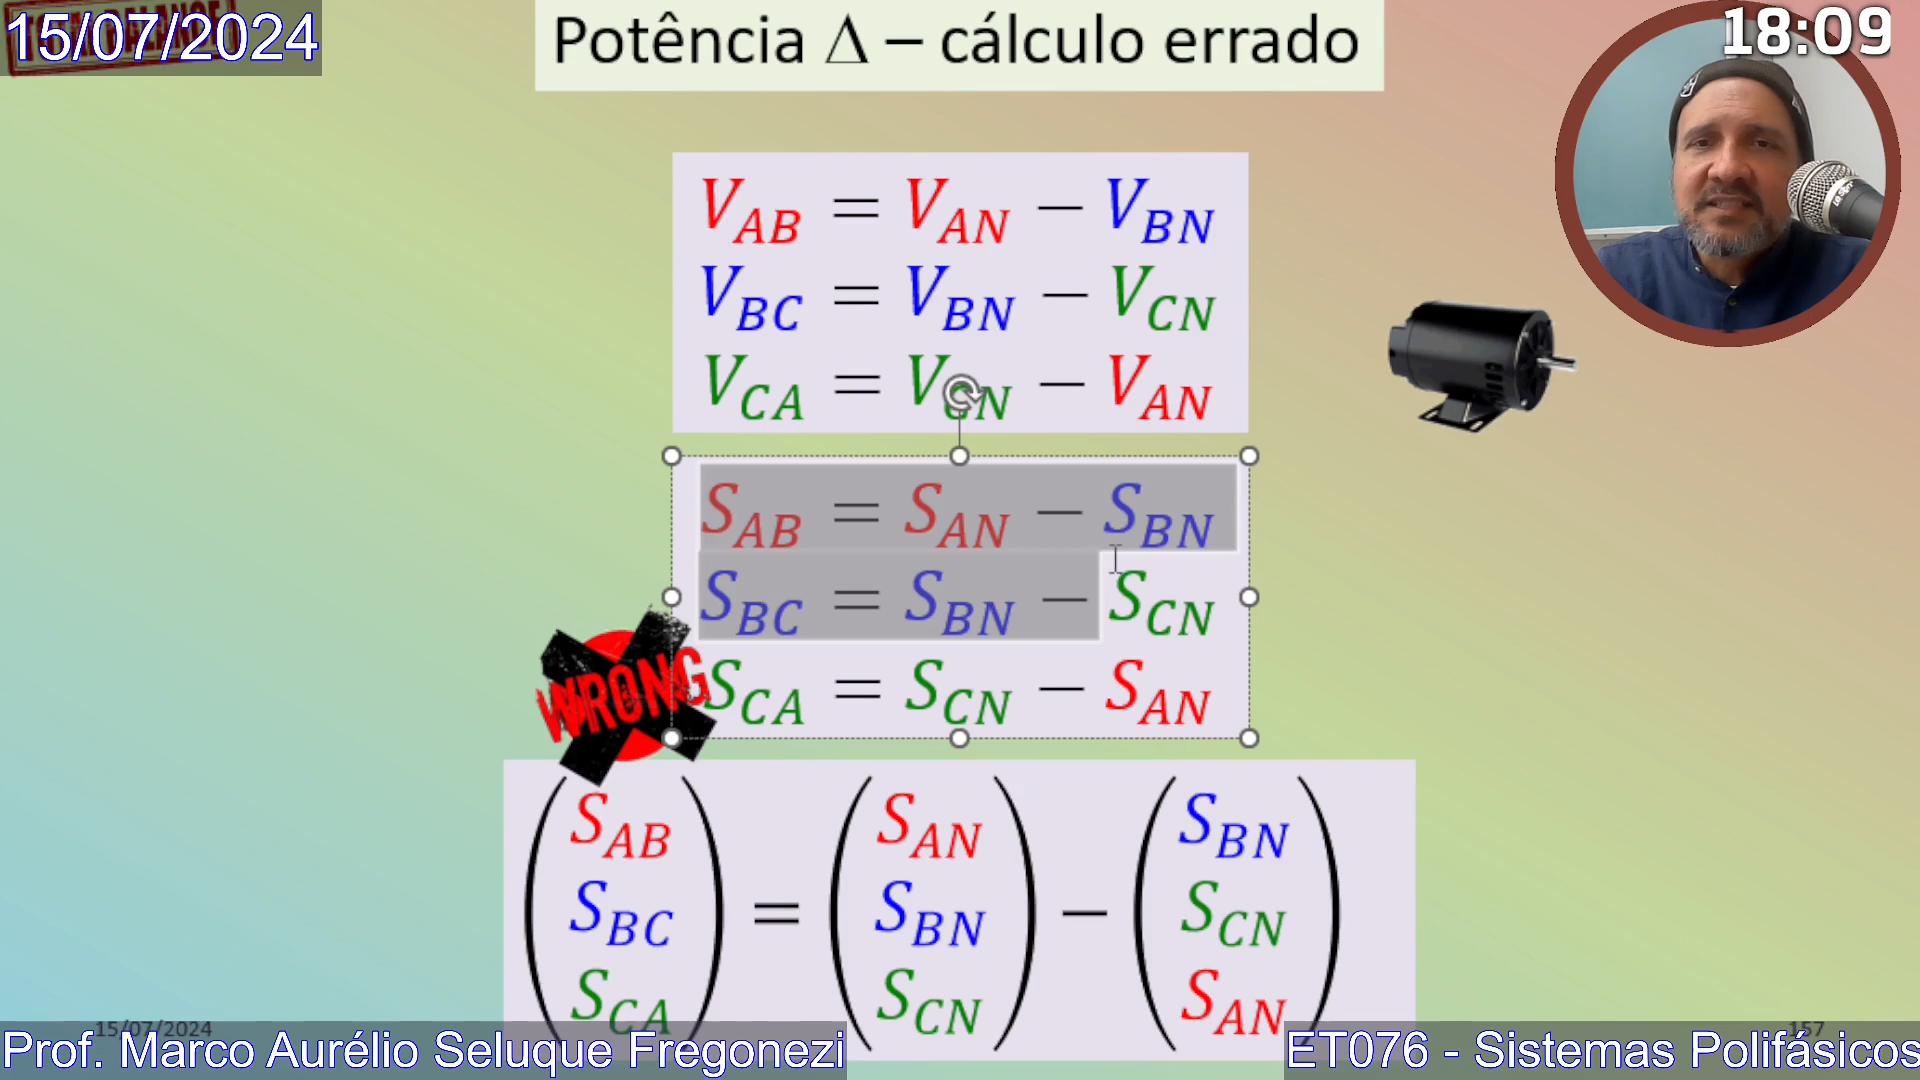 15/07/2024
Potência Δ – cálculo errado
18:09
V_AB = V_AN − V_BN
V_BC = V_BN − V_CN
V_CA = V_CN − V_AN
S_AB = S_AN − S_BN
S_BC = S_BN − S_CN
S_CA = S_CN − S_AN
WRONG
(S_AB) = (S_AN) − (S_BN)
(S_BC) = (S_BN) − (S_CN)
(S_CA) = (S_CN) − (S_AN)
15/07/2024
157
Prof. Marco Aurélio Seluque Fregonezi
ET076 - Sistemas Polifásicos